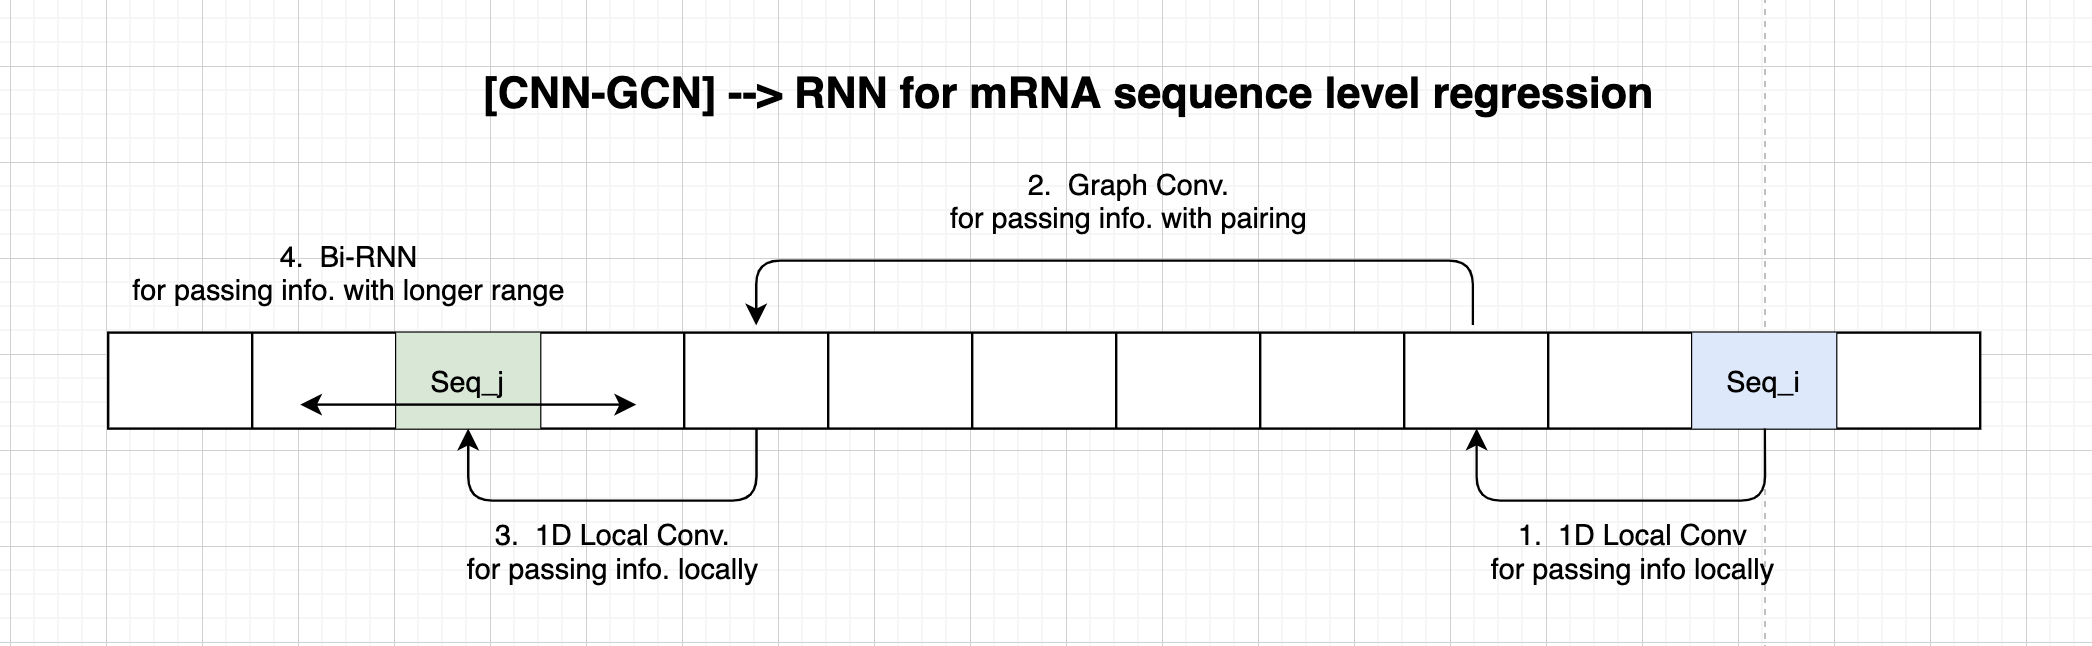 [CNN-GCN] --> RNN for mRNA sequence level regression
2.  Graph Conv.
for passing info. with pairing
4.  Bi-RNN
for passing info. with longer range
Seq_j
Seq_i
3.  1D Local Conv.
for passing info. locally
1.  1D Local Conv
for passing info locally